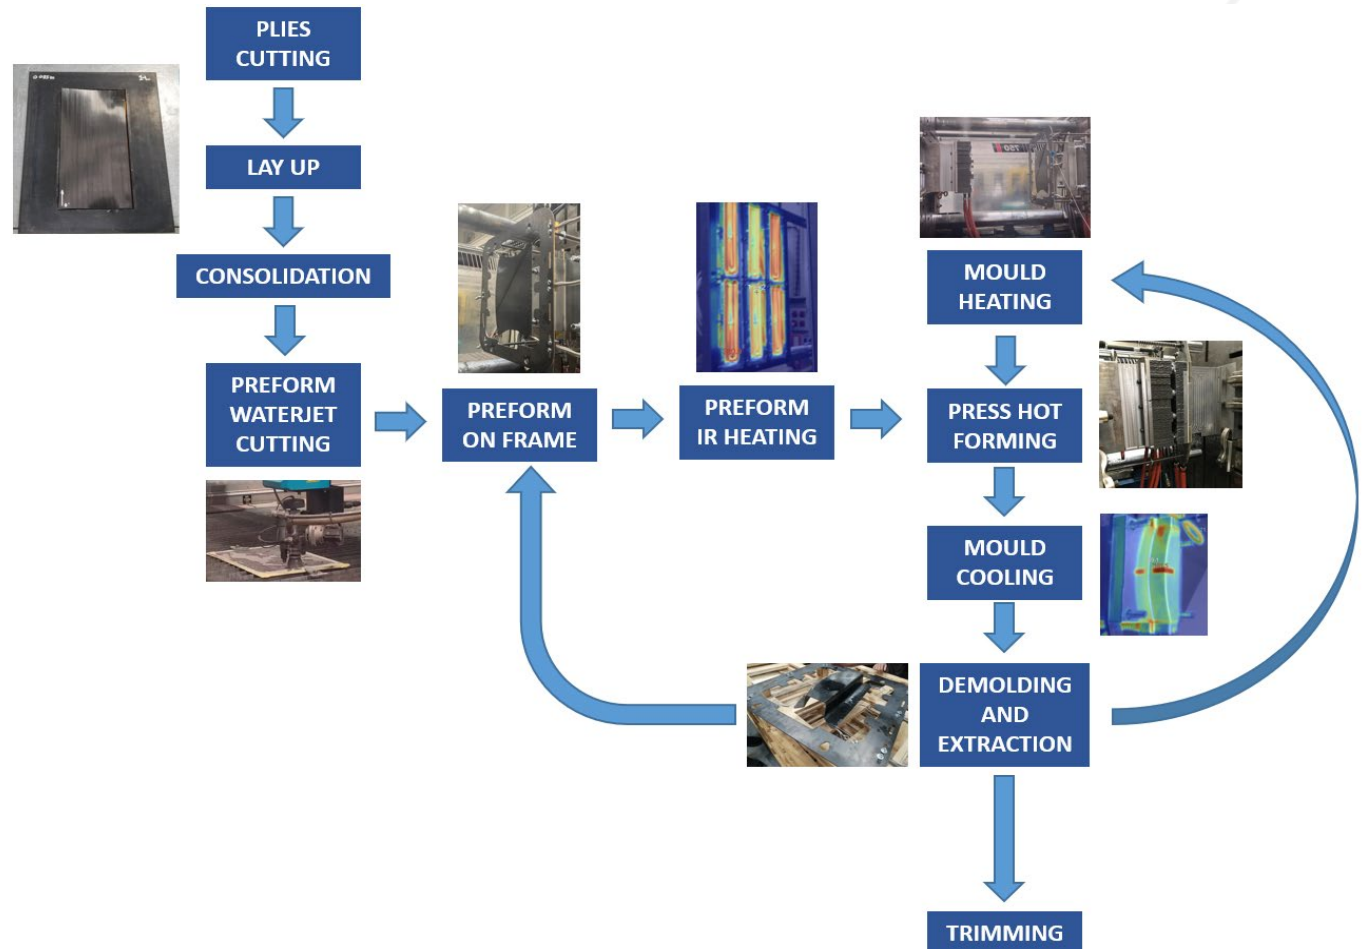 PLIES
CUTTING
LAY UP
CONSOLIDATION
PREFORM
WATERJET
CUTTING
PREFORM
ON FRAME
PREFORM
IR HEATING
MOULD
HEATING
750
PRESS HOT
FORMING
MOULD
COOLING
DEMOLDING
AND
EXTRACTION
TRIMMING